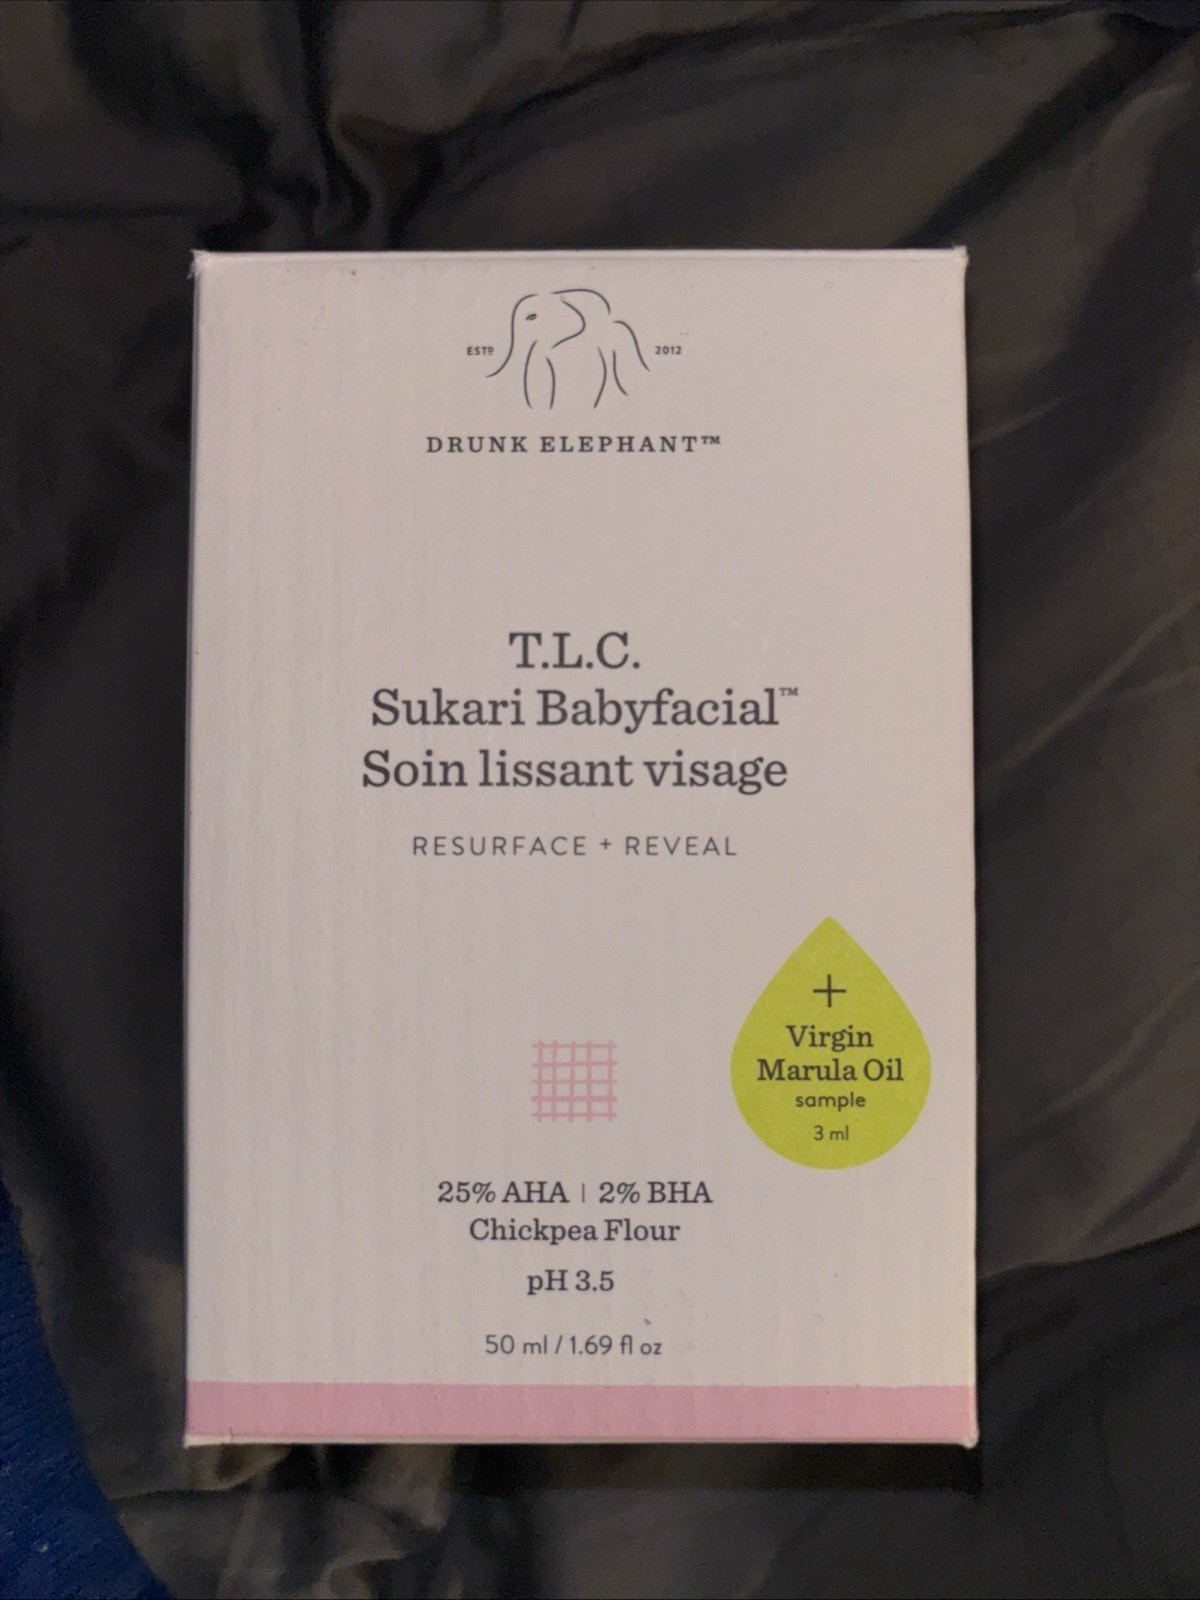 ESTD 2012
DRUNK ELEPHANT™
T.L.C.
Sukari Babyfacial™
Soin lissant visage
RESURFACE + REVEAL
+
Virgin
Marula Oil
sample
3 ml
25% AHA | 2% BHA
Chickpea Flour
pH 3.5
50 ml / 1.69 fl oz